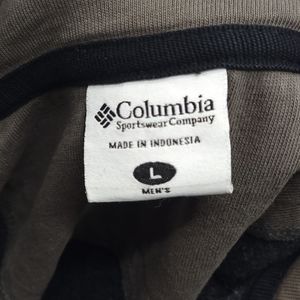 Columbia
Sportswear Company
MADE IN INDONESIA
L
MEN'S